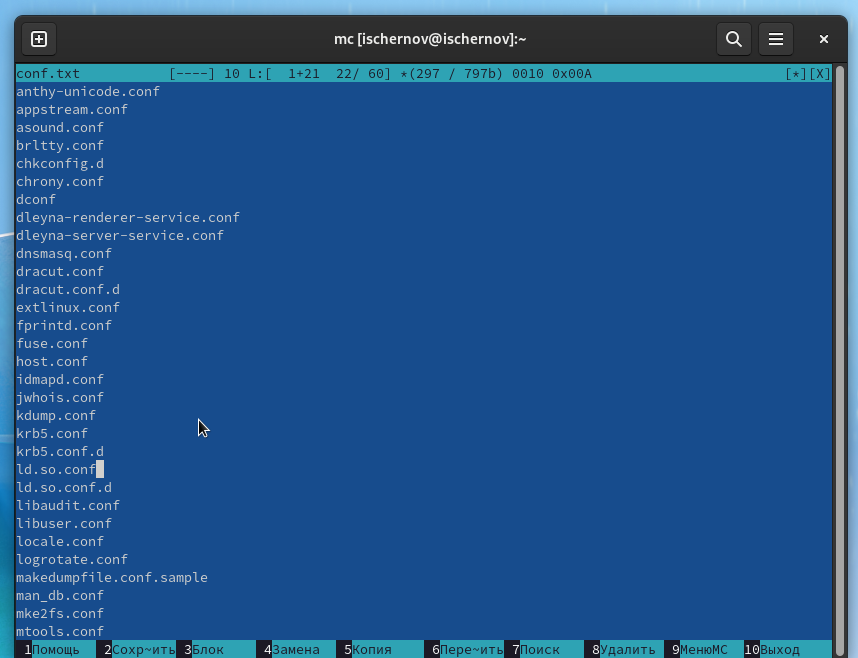 mc [ischernov@ischernov]:~
conf.txt [----] 10 L:[ 1+21 22/ 60] *(297 / 797b) 0010 0x00A [*][X]
anthy-unicode.conf
appstream.conf
asound.conf
brltty.conf
chkconfig.d
chrony.conf
dconf
dleyna-renderer-service.conf
dleyna-server-service.conf
dnsmasq.conf
dracut.conf
dracut.conf.d
extlinux.conf
fprintd.conf
fuse.conf
host.conf
idmapd.conf
jwhois.conf
kdump.conf
krb5.conf
krb5.conf.d
ld.so.conf
ld.so.conf.d
libaudit.conf
libuser.conf
locale.conf
logrotate.conf
makedumpfile.conf.sample
man_db.conf
mke2fs.conf
mtools.conf
1Помощь 2Сохр~ить 3Блок 4Замена 5Копия 6Пере~ить 7Поиск 8Удалить 9МенюMC 10Выход